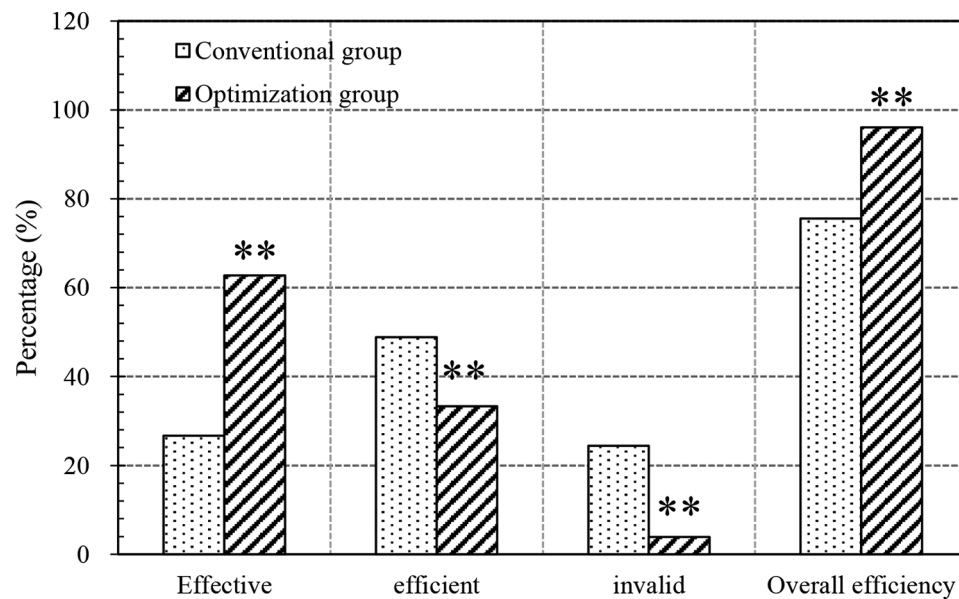 120
100
80
60
40
20
0
Percentage (%)
Conventional group
Optimization group
**
**
**
**
Effective
efficient
invalid
Overall efficiency